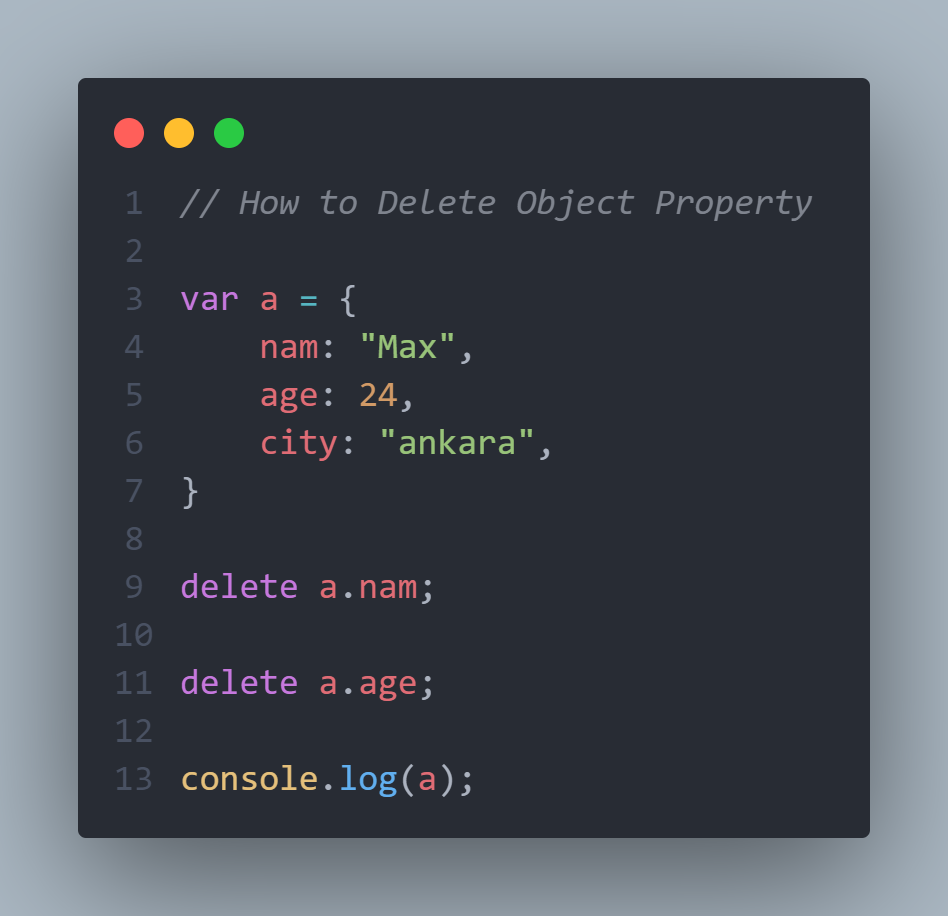 1 // How to Delete Object Property
2
3 var a = {
4     nam: "Max",
5     age: 24,
6     city: "ankara",
7 }
8
9 delete a.nam;
10
11 delete a.age;
12
13 console.log(a);